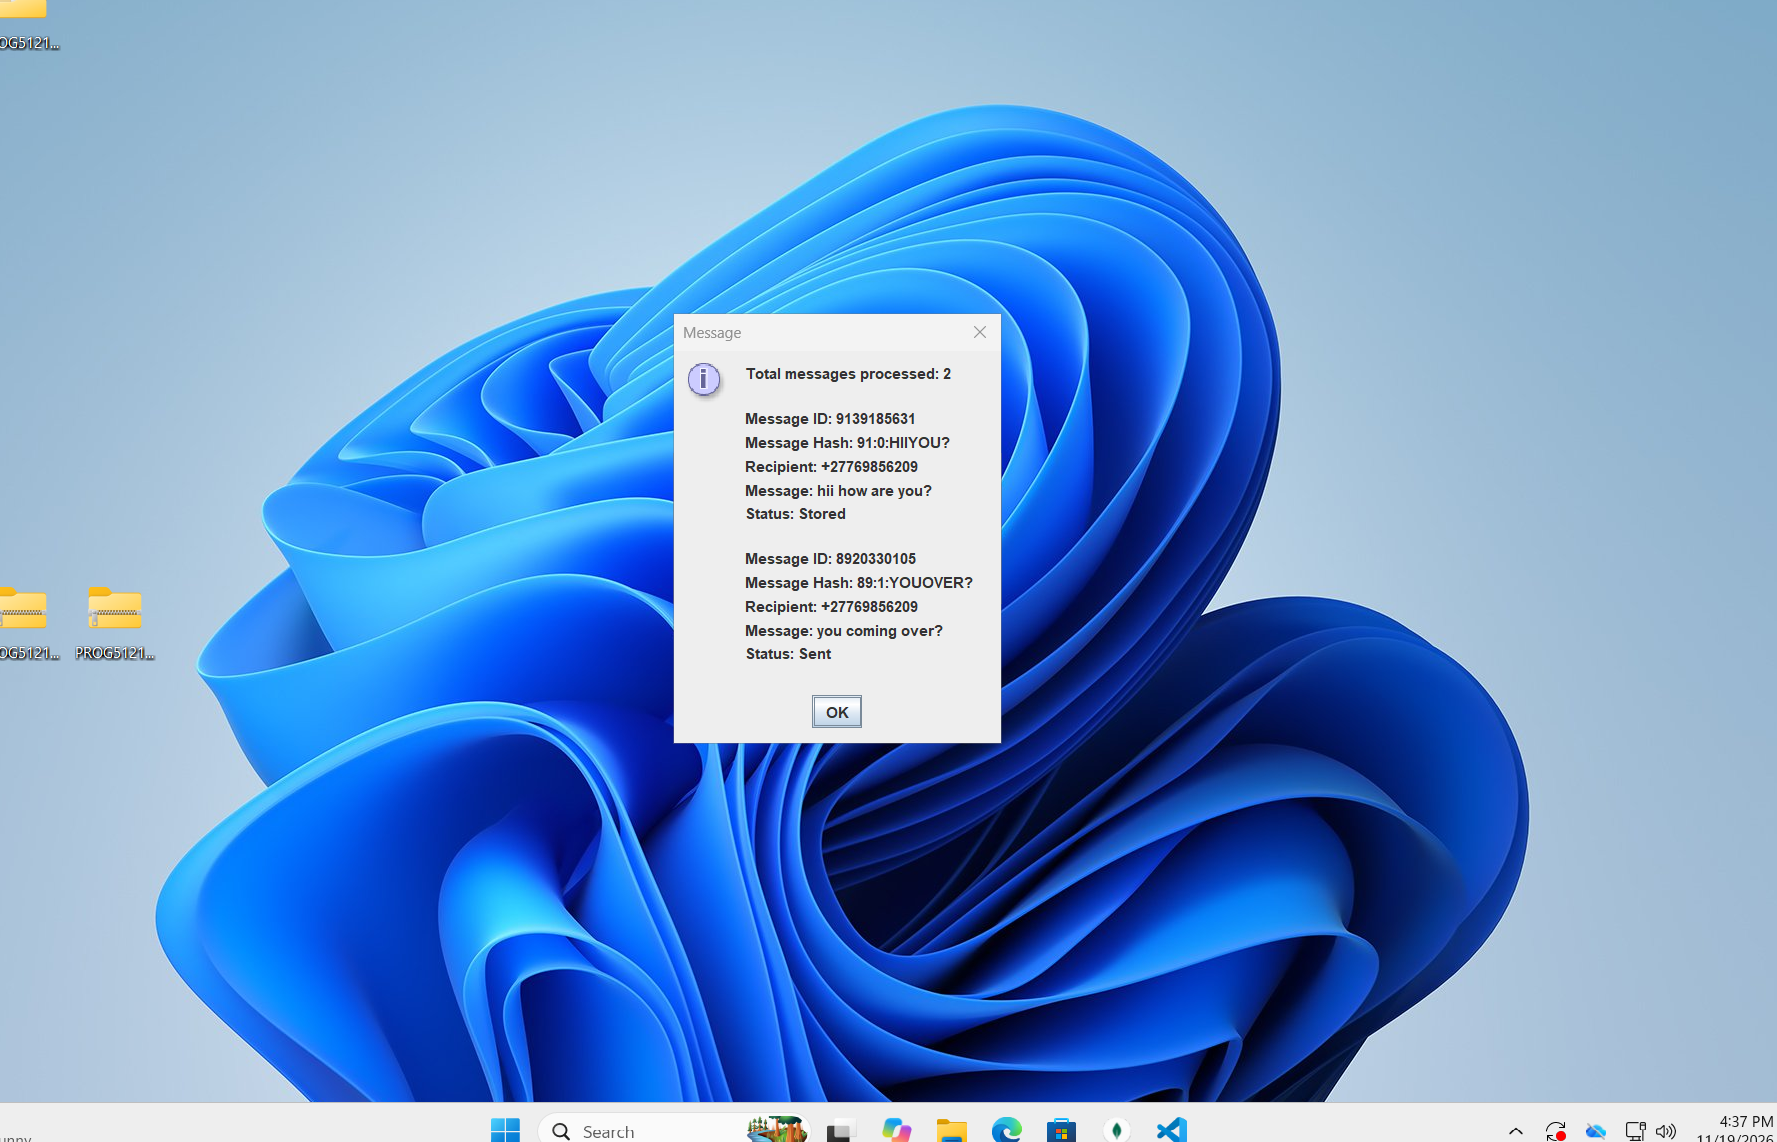 OG5121...
Message
Total messages processed: 2
Message ID: 9139185631
Message Hash: 91:0:HIIYOU?
Recipient: +27769856209
Message: hii how are you?
Status: Stored
Message ID: 8920330105
Message Hash: 89:1:YOUOVER?
Recipient: +27769856209
Message: you coming over?
Status: Sent
OK
OG5121...
PROG5121...
Search
4:37 PM